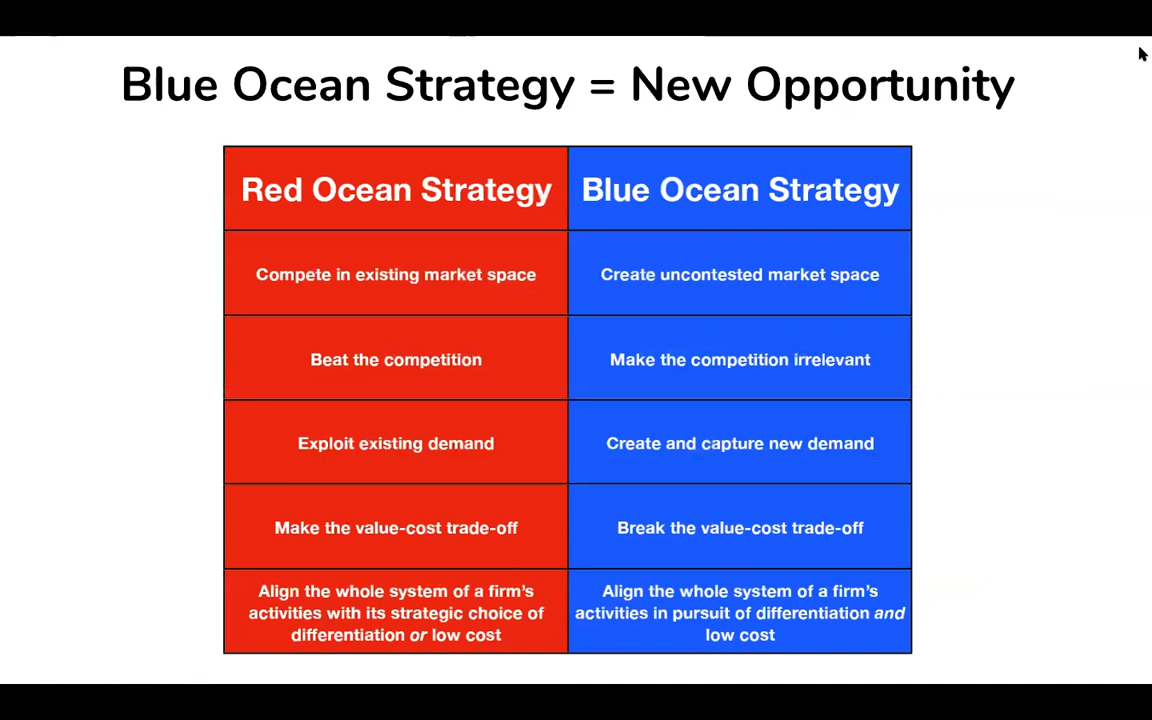 Blue Ocean Strategy = New Opportunity
Red Ocean Strategy
Blue Ocean Strategy
Compete in existing market space
Create uncontested market space
Beat the competition
Make the competition irrelevant
Exploit existing demand
Create and capture new demand
Make the value-cost trade-off
Break the value-cost trade-off
Align the whole system of a firm's
activities with its strategic choice of
differentiation or low cost
Align the whole system of a firm's
activities in pursuit of differentiation and
low cost